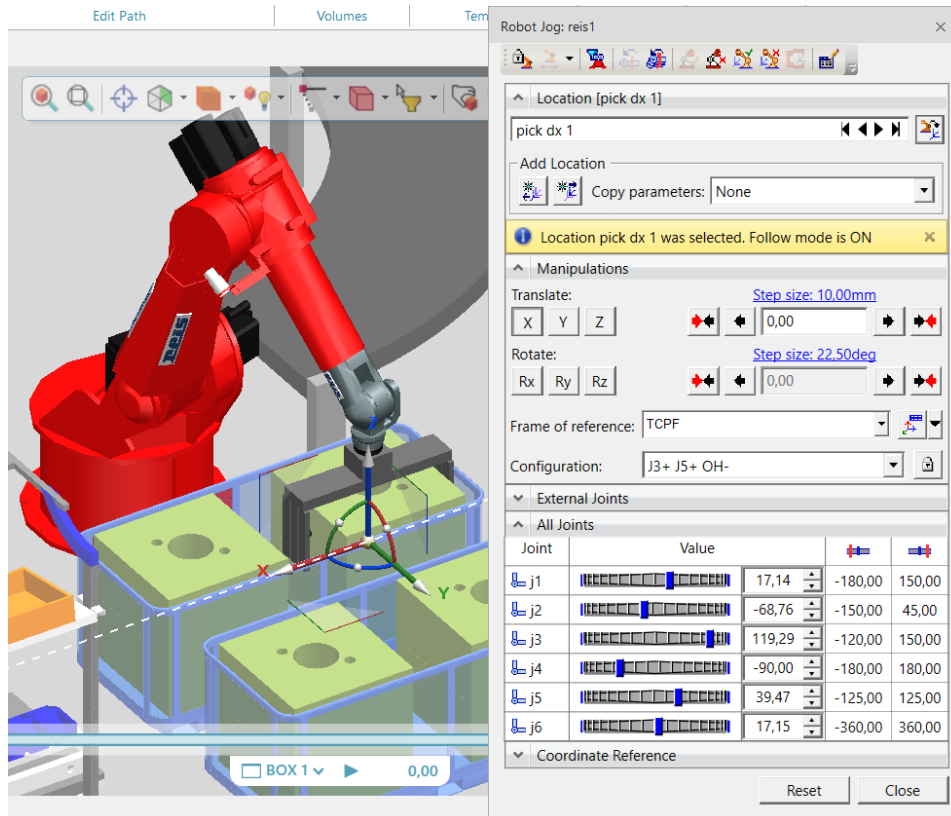 Edit Path
Volumes
Tem
Robot Jog: reis1
Location [pick dx 1]
pick dx 1
Add Location
Copy parameters: None
Location pick dx 1 was selected. Follow mode is ON
Manipulations
Translate:
Step size: 10,00mm
X Y Z
0,00
Rotate:
Step size: 22,50deg
Rx Ry Rz
0,00
Frame of reference: TCPF
Configuration: J3+ J5+ OH-
External Joints
All Joints
Joint Value
j1 17,14 -180,00 150,00
j2 -68,76 -150,00 45,00
j3 119,29 -120,00 150,00
j4 -90,00 -180,00 180,00
j5 39,47 -125,00 125,00
j6 17,15 -360,00 360,00
Coordinate Reference
Reset Close
Z
X
Y
BOX 1
0,00